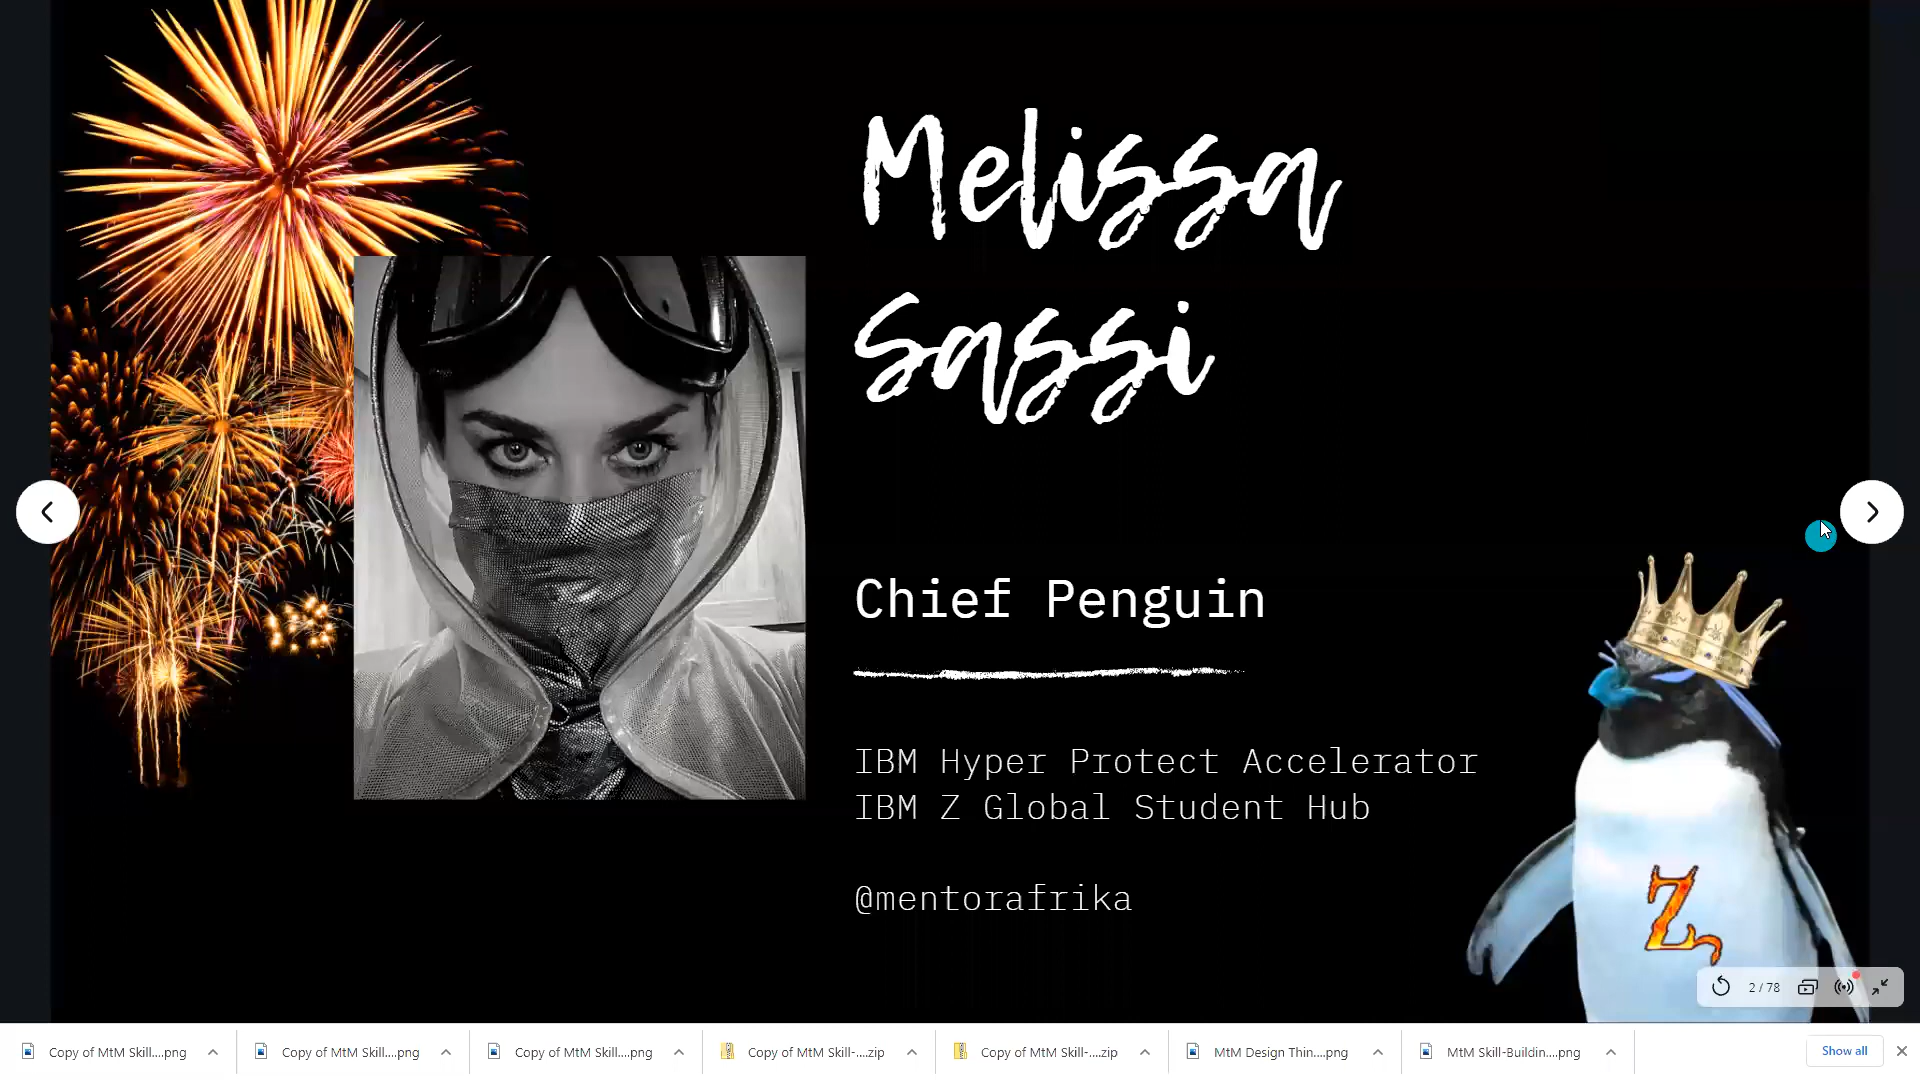 Melissa
Sassi
Chief Penguin
IBM Hyper Protect Accelerator
IBM Z Global Student Hub
@mentorafrika
Z
2 / 78
Copy of MtM Skill....png
Copy of MtM Skill....png
Copy of MtM Skill....png
Copy of MtM Skill-....zip
Copy of MtM Skill-....zip
MtM Design Thin....png
MtM Skill-Buildin....png
Show all